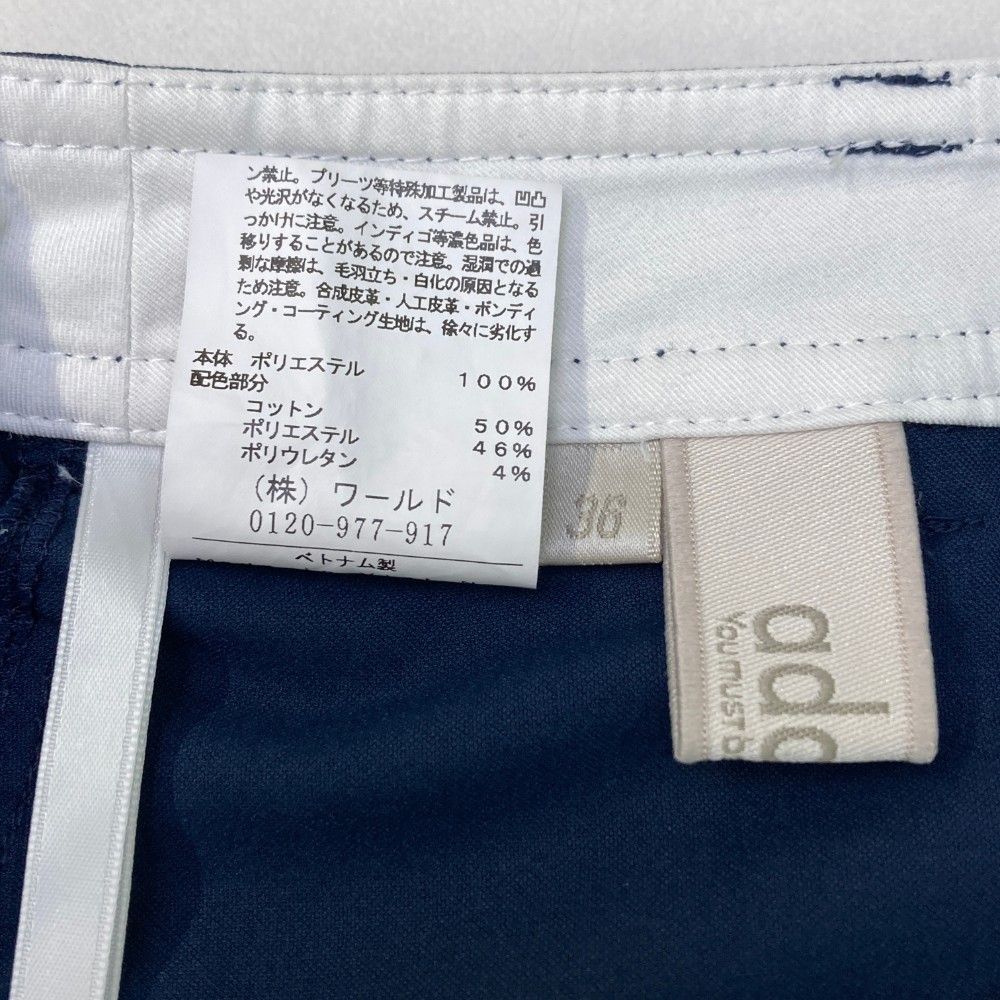 ン禁止。プリーツ等特殊加工製品は、凹凸
や光沢がなくなるため、スチーム禁止。引
っかけに注意。インディゴ等濃色品は、色
移りすることがあるので注意。湿潤での過
剰な摩擦は、毛羽立ち・白化の原因となる
ため注意。合成皮革・人工皮革・ボンディ
ング・コーティング生地は、徐々に劣化す
る。
本体 ポリエステル 100%
配色部分
コットン 50%
ポリエステル 46%
ポリウレタン 4%
(株) ワールド
0120-977-917
ベトナム製
36
YOU MUST